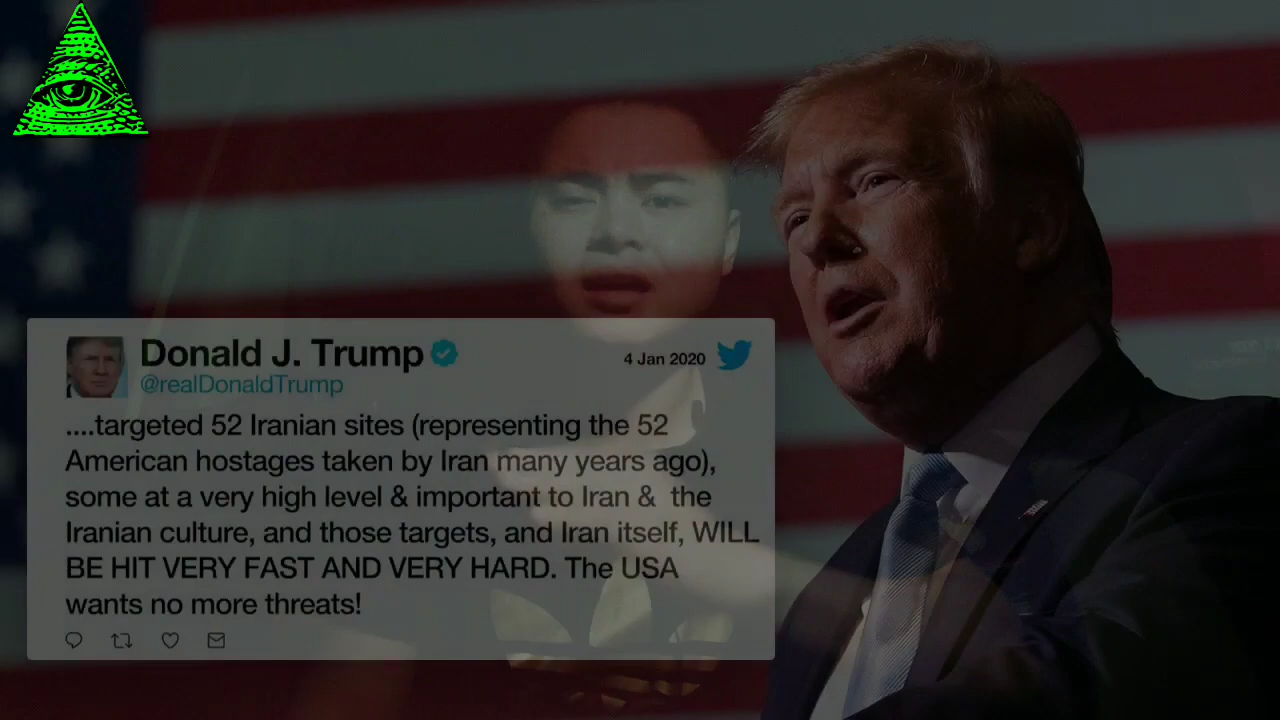 Donald J. Trump
4 Jan 2020
@realDonaldTrump
....targeted 52 Iranian sites (representing the 52
American hostages taken by Iran many years ago),
some at a very high level & important to Iran & the
Iranian culture, and those targets, and Iran itself, WILL
BE HIT VERY FAST AND VERY HARD. The USA
wants no more threats!